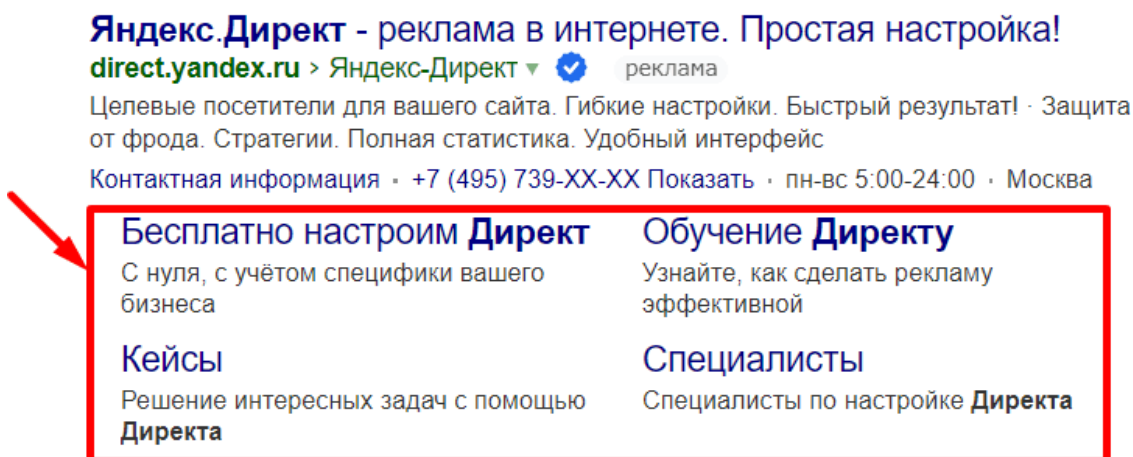 Яндекс.Директ - реклама в интернете. Простая настройка!
direct.yandex.ru > Яндекс-Директ ▾ реклама
Целевые посетители для вашего сайта. Гибкие настройки. Быстрый результат! · Защита
от фрода. Стратегии. Полная статистика. Удобный интерфейс
Контактная информация · +7 (495) 739-XX-XX Показать · пн-вс 5:00-24:00 · Москва
Бесплатно настроим Директ
С нуля, с учётом специфики вашего
бизнеса
Обучение Директу
Узнайте, как сделать рекламу
эффективной
Кейсы
Решение интересных задач с помощью
Директа
Специалисты
Специалисты по настройке Директа